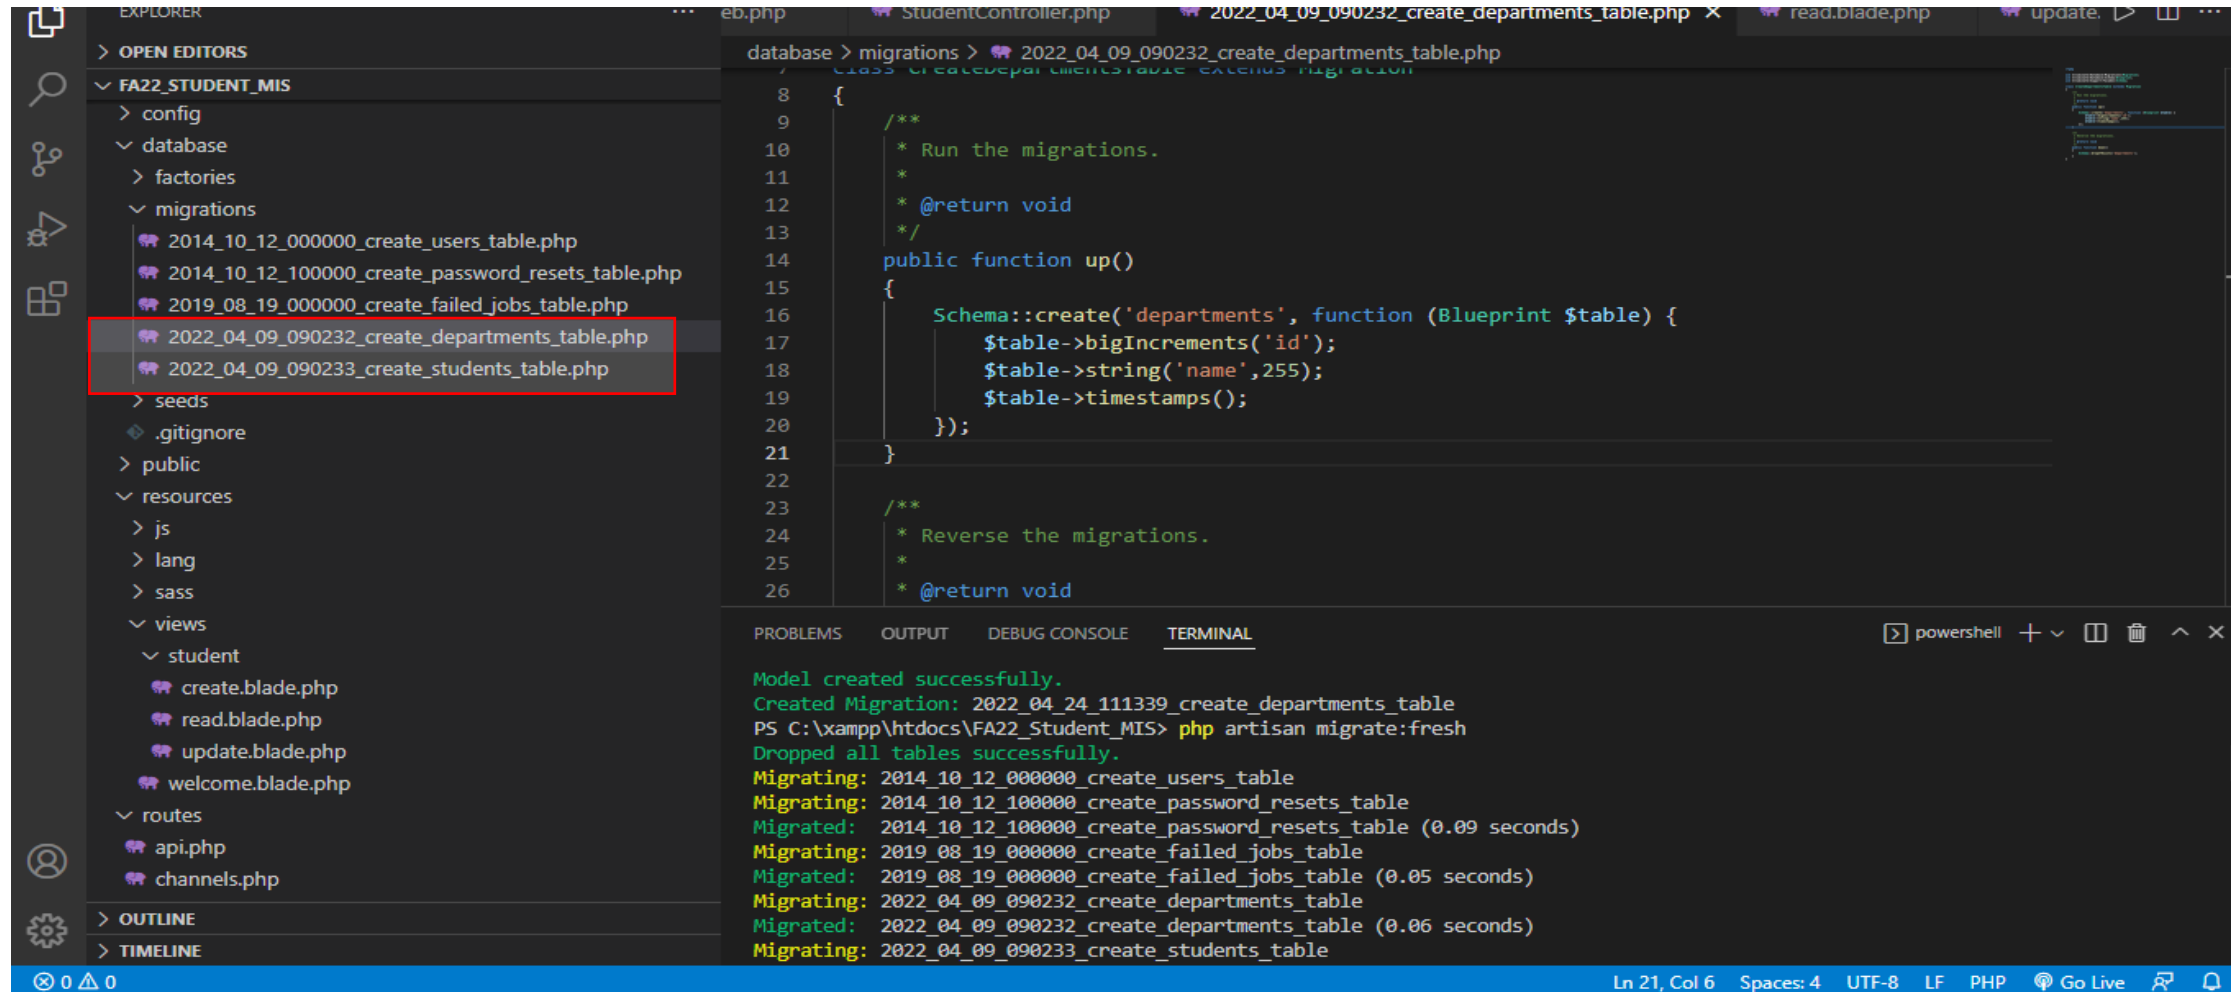 EXPLORER
OPEN EDITORS
FA22_STUDENT_MIS
config
database
factories
migrations
2014_10_12_000000_create_users_table.php
2014_10_12_100000_create_password_resets_table.php
2019_08_19_000000_create_failed_jobs_table.php
2022_04_09_090232_create_departments_table.php
2022_04_09_090233_create_students_table.php
seeds
.gitignore
public
resources
js
lang
sass
views
student
create.blade.php
read.blade.php
update.blade.php
welcome.blade.php
routes
api.php
channels.php
OUTLINE
TIMELINE
eb.php StudentController.php 2022_04_09_090232_create_departments_table.php read.blade.php update.
database > migrations > 2022_04_09_090232_create_departments_table.php
7 class CreateDepartmentsTable extends Migration
8 {
9 /**
10 * Run the migrations.
11 *
12 * @return void
13 */
14 public function up()
15 {
16 Schema::create('departments', function (Blueprint $table) {
17 $table->bigIncrements('id');
18 $table->string('name',255);
19 $table->timestamps();
20 });
21 }
22
23 /**
24 * Reverse the migrations.
25 *
26 * @return void
PROBLEMS OUTPUT DEBUG CONSOLE TERMINAL powershell
Model created successfully.
Created Migration: 2022_04_24_111339_create_departments_table
PS C:\xampp\htdocs\FA22_Student_MIS> php artisan migrate:fresh
Dropped all tables successfully.
Migrating: 2014_10_12_000000_create_users_table
Migrating: 2014_10_12_100000_create_password_resets_table
Migrated: 2014_10_12_100000_create_password_resets_table (0.09 seconds)
Migrating: 2019_08_19_000000_create_failed_jobs_table
Migrated: 2019_08_19_000000_create_failed_jobs_table (0.05 seconds)
Migrating: 2022_04_09_090232_create_departments_table
Migrated: 2022_04_09_090232_create_departments_table (0.06 seconds)
Migrating: 2022_04_09_090233_create_students_table
0 0 Ln 21, Col 6 Spaces: 4 UTF-8 LF PHP Go Live